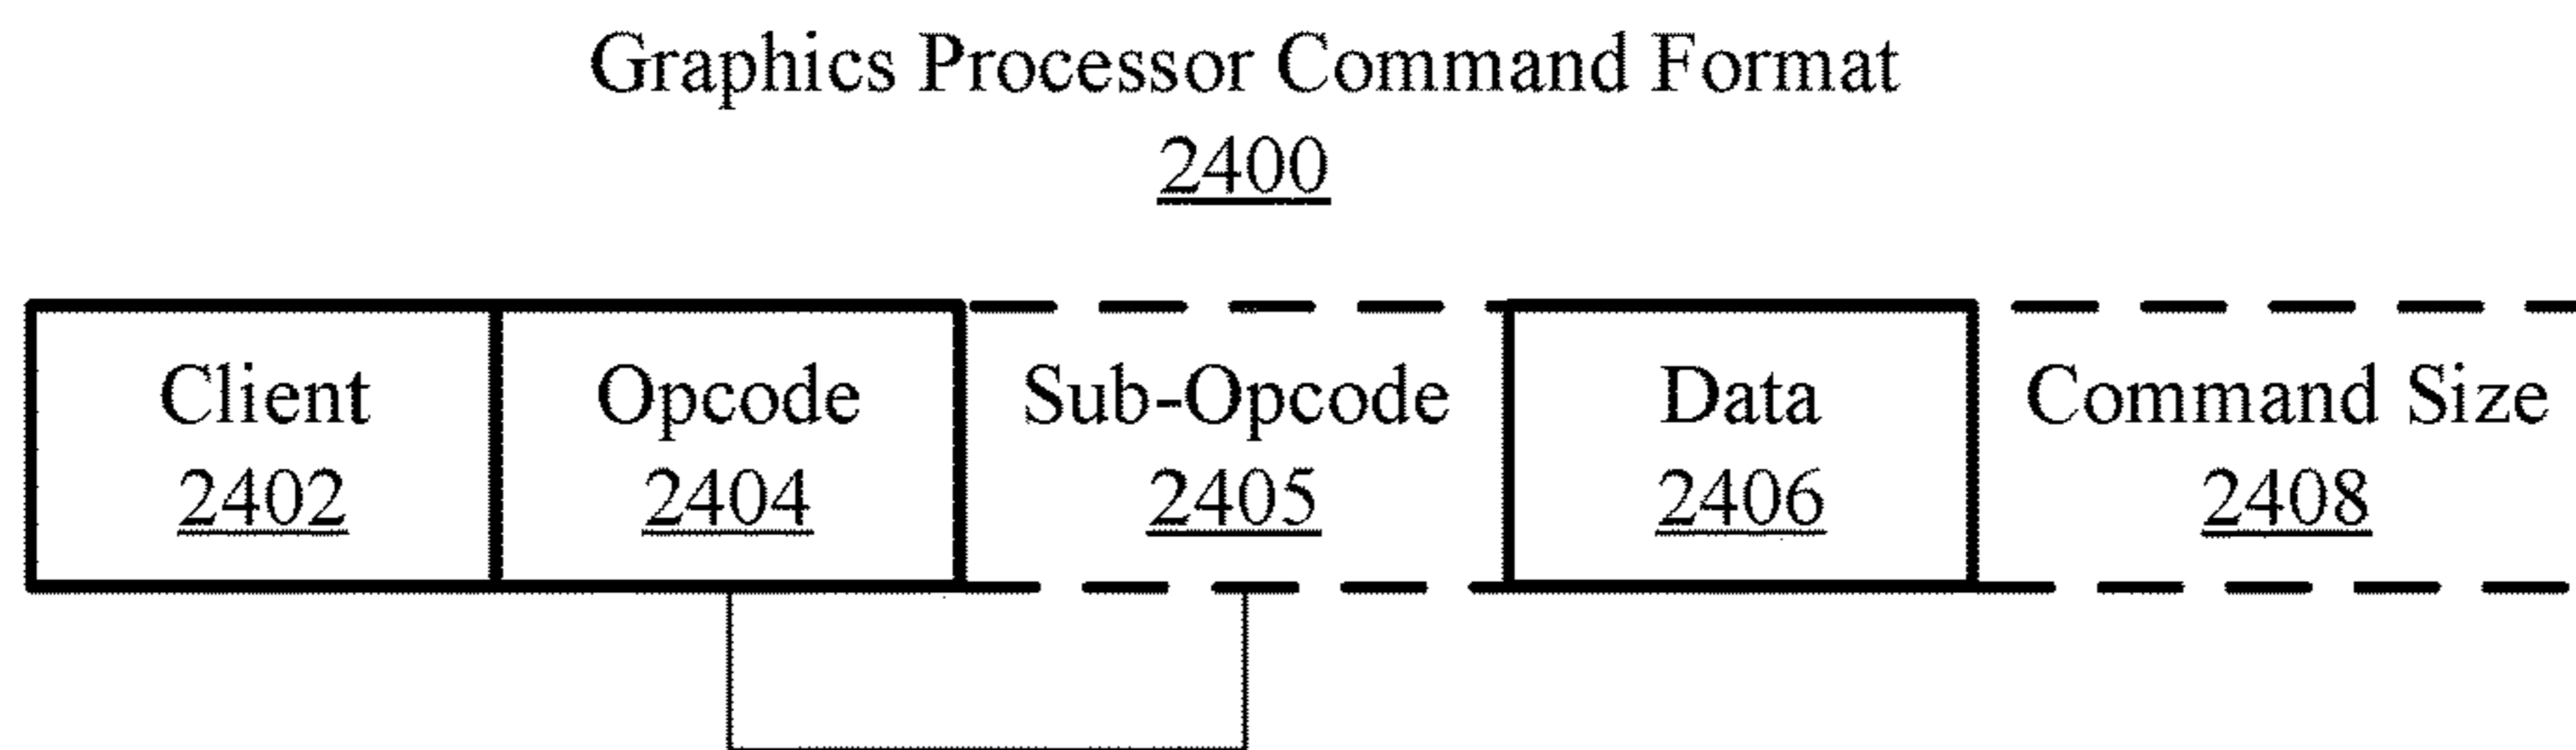 Graphics Processor Command Format
2400
Client Opcode Sub-Opcode Data Command Size
2402 2404 2405 2406 2408